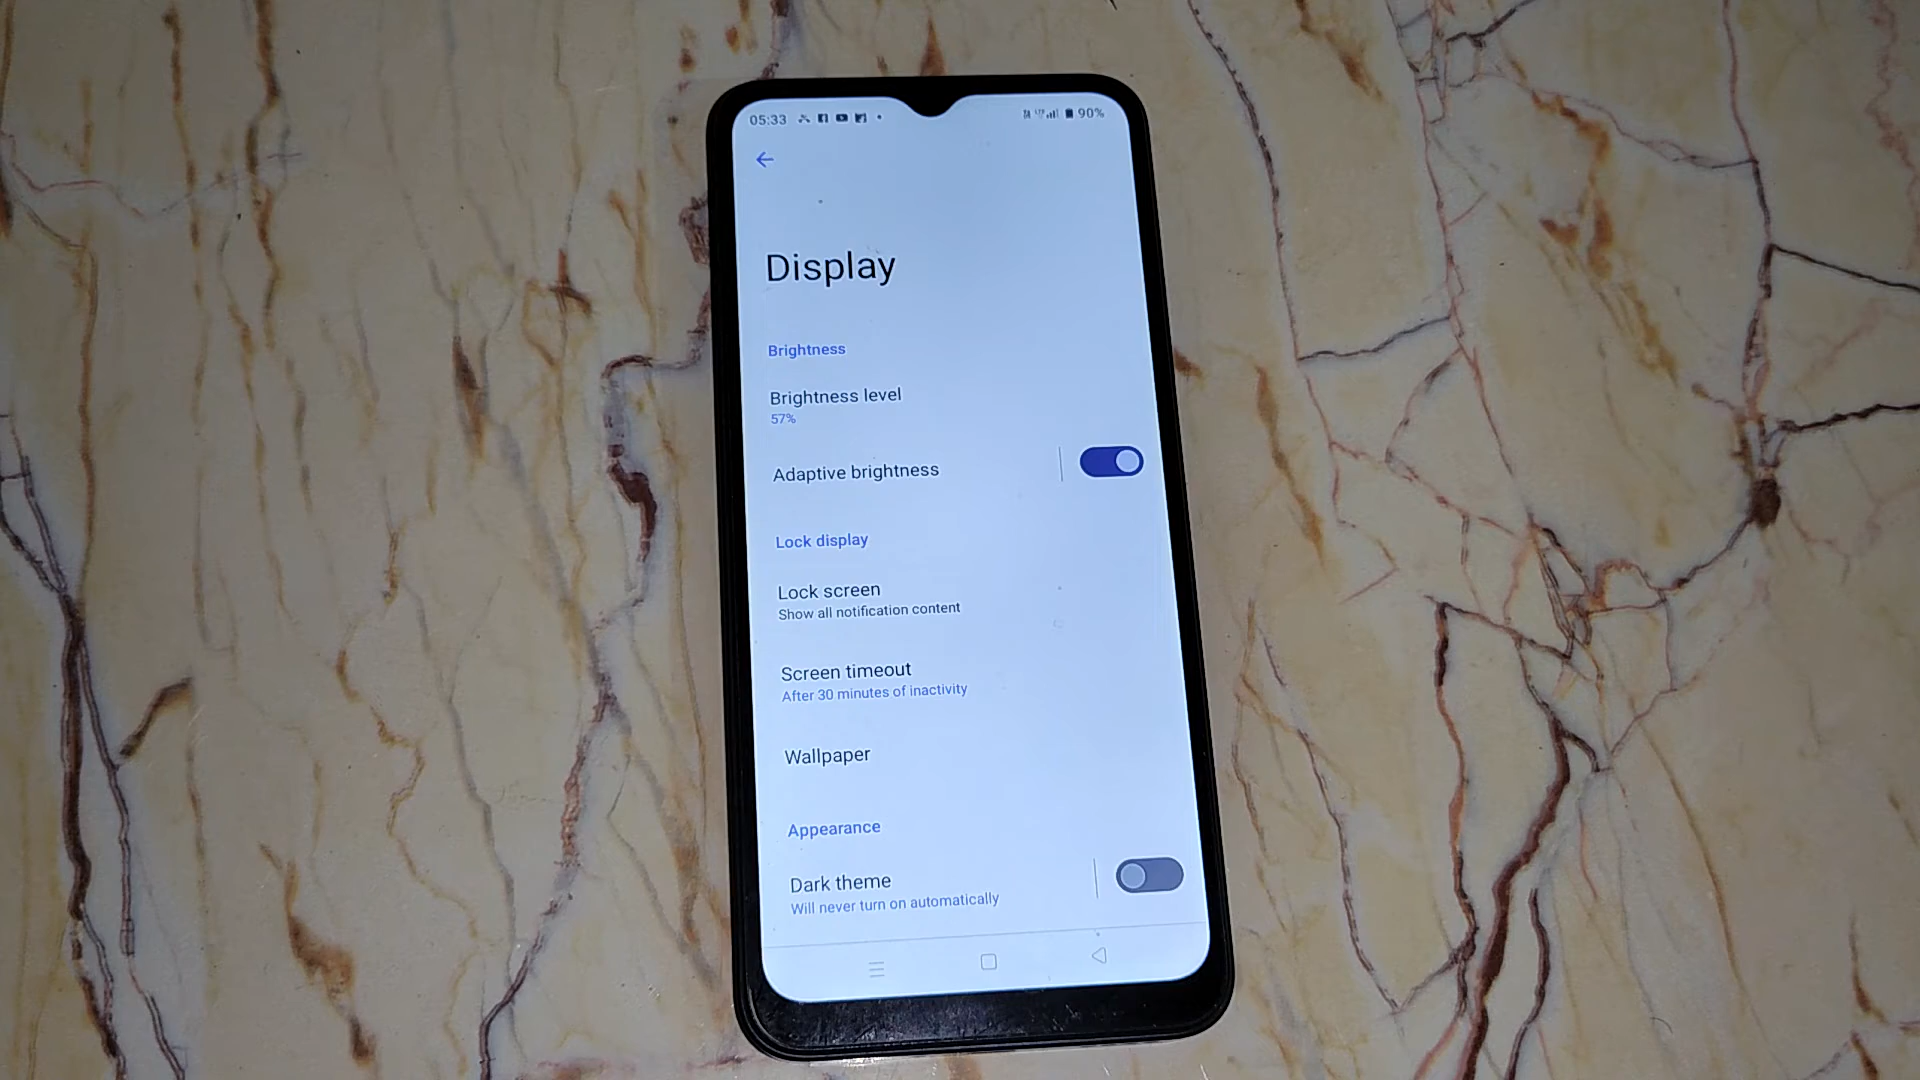 05:33
90%
Display
Brightness
Brightness level
57%
Adaptive brightness
Lock display
Lock screen
Show all notification content
Screen timeout
After 30 minutes of inactivity
Wallpaper
Appearance
Dark theme
Will never turn on automatically